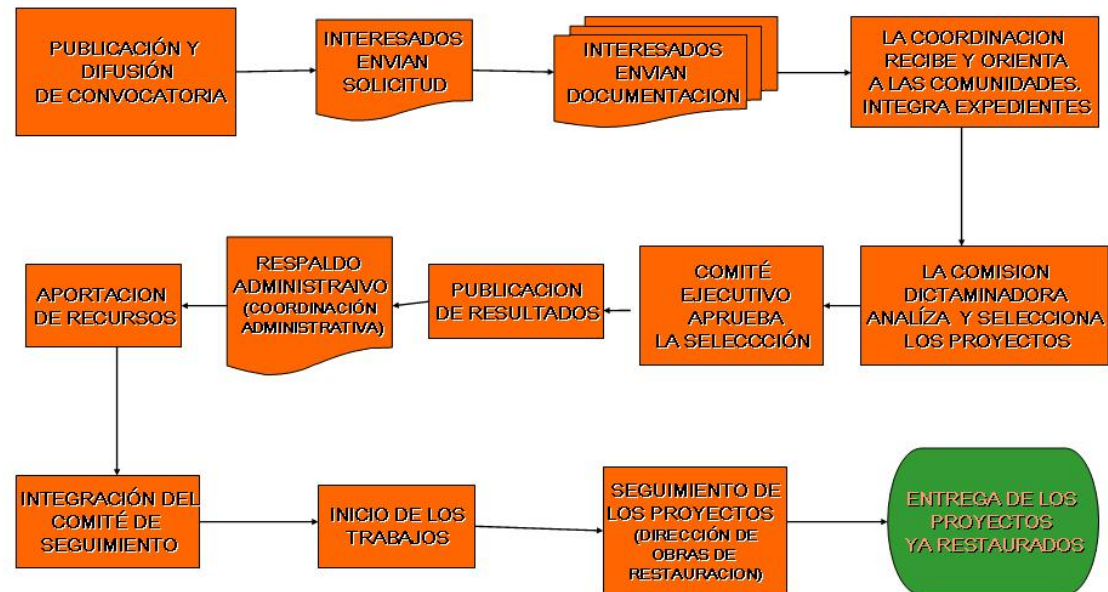 PUBLICACIÓN Y
DIFUSIÓN
DE CONVOCATORIA
INTERESADOS
ENVIAN
SOLICITUD
INTERESADOS
ENVIAN
DOCUMENTACION
LA COORDINACION
RECIBE Y ORIENTA
A LAS COMUNIDADES.
INTEGRA EXPEDIENTES
LA COMISION
DICTAMINADORA
ANALÍZA Y SELECCIONA
LOS PROYECTOS
COMITÉ
EJECUTIVO
APRUEBA
LA SELECCCIÓN
PUBLICACION
DE RESULTADOS
RESPALDO
ADMINISTRAIVO
(COORDINACIÓN
ADMINISTRATIVA)
APORTACION
DE RECURSOS
INTEGRACIÓN DEL
COMITÉ DE
SEGUIMIENTO
INICIO DE LOS
TRABAJOS
SEGUIMIENTO DE
LOS PROYECTOS
(DIRECCIÓN DE
OBRAS DE
RESTAURACION)
ENTREGA DE LOS
PROYECTOS
YA RESTAURADOS